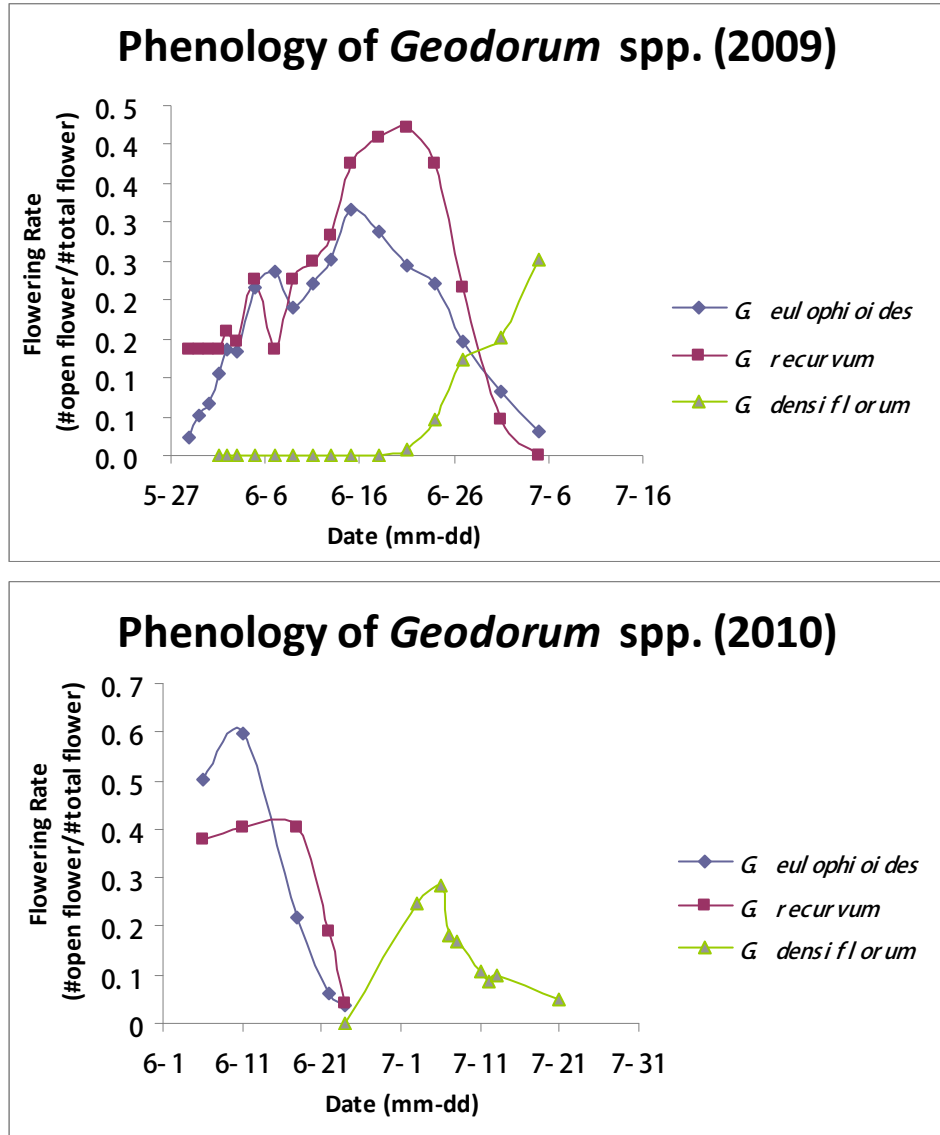 Phenology of Geodorum spp. (2009)
Flowering Rate
(#open flower/#total flower)
0.5
0.4
0.4
0.3
0.3
0.2
0.2
0.1
0.1
0.0
5-27 6-6 6-16 6-26 7-6 7-16
Date (mm-dd)
G. eulophioides
G. recurvum
G. densiflorum
Phenology of Geodorum spp. (2010)
Flowering Rate
(#open flower/#total flower)
0.7
0.6
0.5
0.4
0.3
0.2
0.1
0
6-1 6-11 6-21 7-1 7-11 7-21 7-31
Date (mm-dd)
G. eulophioides
G. recurvum
G. densiflorum